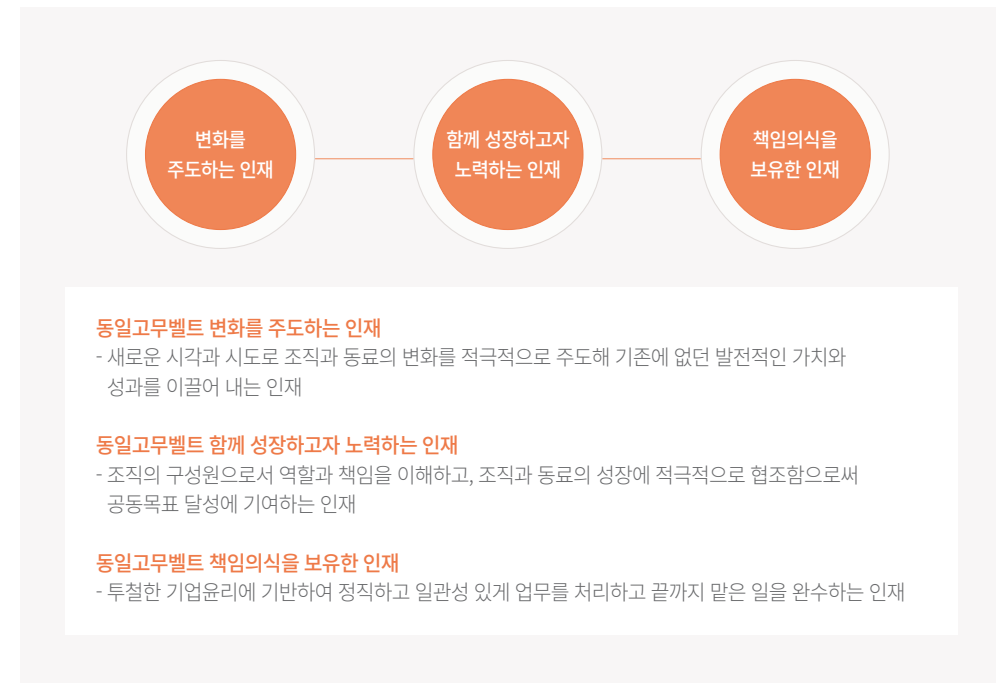 변화를
주도하는 인재
함께 성장하고자
노력하는 인재
책임의식을
보유한 인재
동일고무벨트 변화를 주도하는 인재
- 새로운 시각과 시도로 조직과 동료의 변화를 적극적으로 주도해 기존에 없던 발전적인 가치와
성과를 이끌어 내는 인재
동일고무벨트 함께 성장하고자 노력하는 인재
- 조직의 구성원으로서 역할과 책임을 이해하고, 조직과 동료의 성장에 적극적으로 협조함으로써
공동목표 달성에 기여하는 인재
동일고무벨트 책임의식을 보유한 인재
- 투철한 기업윤리에 기반하여 정직하고 일관성 있게 업무를 처리하고 끝까지 맡은 일을 완수하는 인재